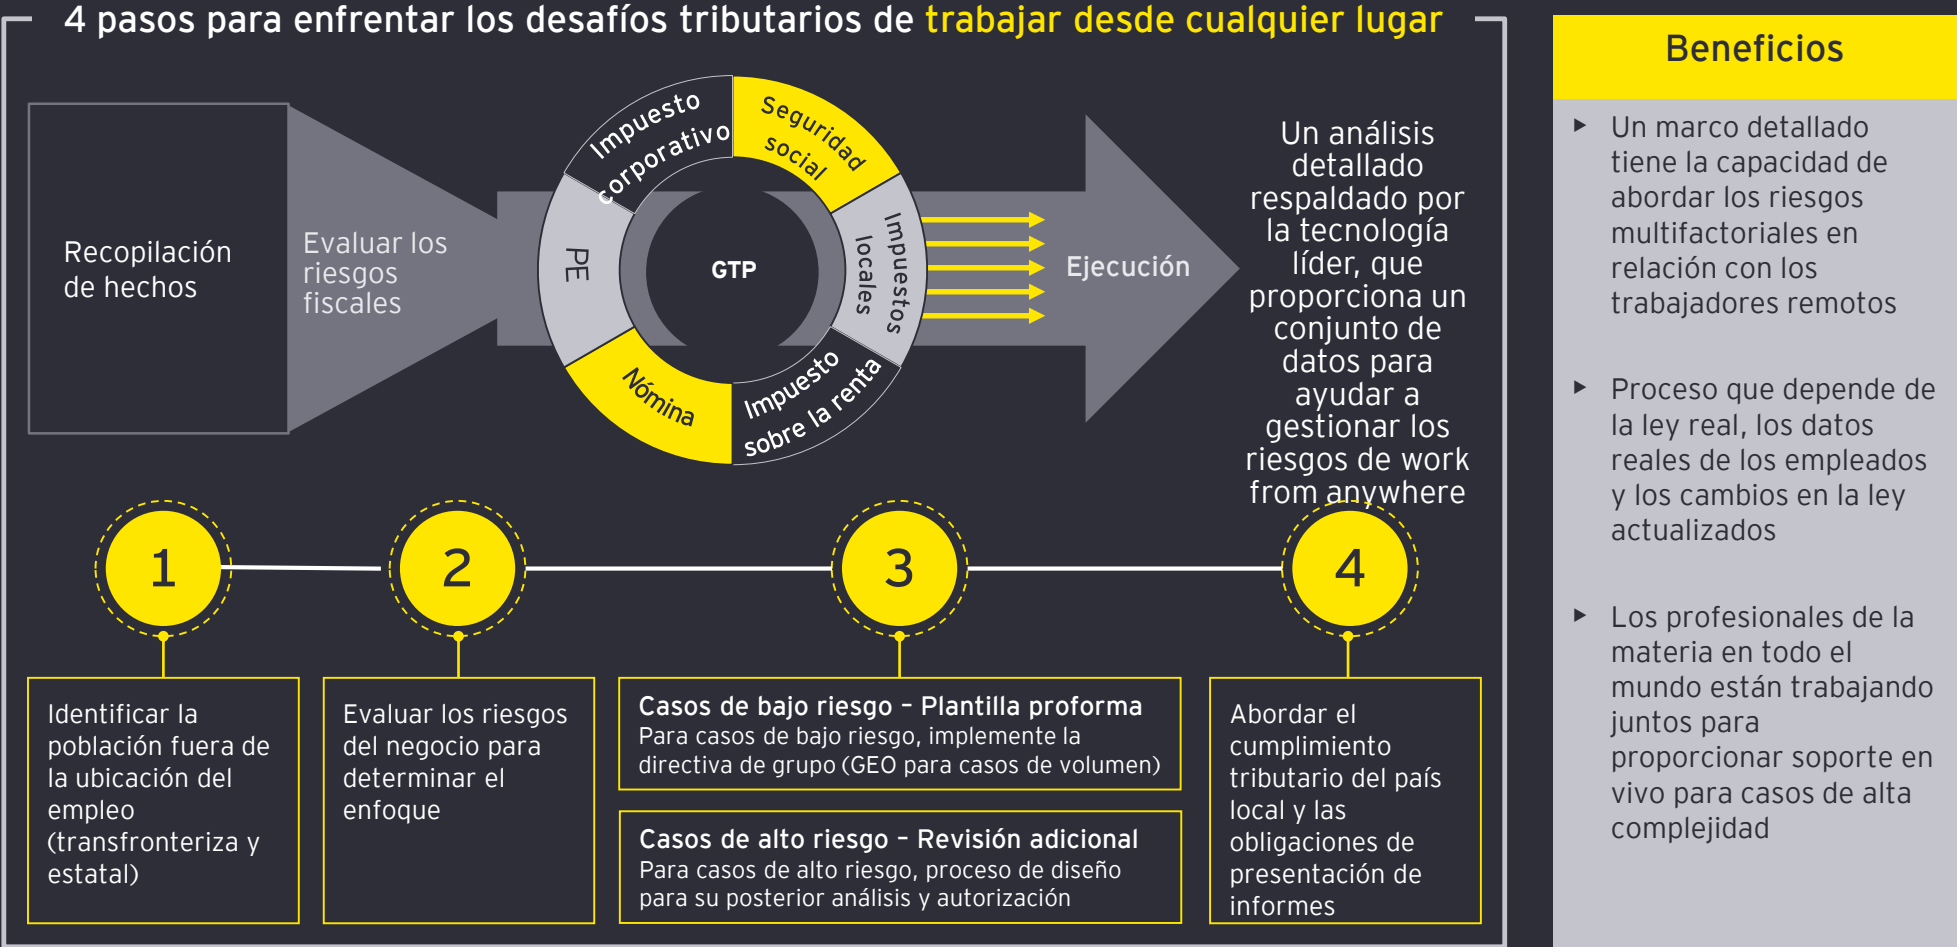 4 pasos para enfrentar los desafíos tributarios de trabajar desde cualquier lugar
Recopilación
de hechos
Evaluar los
riesgos
fiscales
Impuesto
corporativo
Seguridad
social
PE
GTP
Impuestos
locales
Nómina
Impuesto
sobre la renta
Ejecución
Un análisis
detallado
respaldado por
la tecnología
líder, que
proporciona un
conjunto de
datos para
ayudar a
gestionar los
riesgos de work
from anywhere
1
2
3
4
Identificar la
población fuera de
la ubicación del
empleo
(transfronteriza y
estatal)
Evaluar los riesgos
del negocio para
determinar el
enfoque
Casos de bajo riesgo – Plantilla proforma
Para casos de bajo riesgo, implemente la
directiva de grupo (GEO para casos de volumen)
Casos de alto riesgo – Revisión adicional
Para casos de alto riesgo, proceso de diseño
para su posterior análisis y autorización
Abordar el
cumplimiento
tributario del país
local y las
obligaciones de
presentación de
informes
Beneficios
▶ Un marco detallado
tiene la capacidad de
abordar los riesgos
multifactoriales en
relación con los
trabajadores remotos
▶ Proceso que depende de
la ley real, los datos
reales de los empleados
y los cambios en la ley
actualizados
▶ Los profesionales de la
materia en todo el
mundo están trabajando
juntos para
proporcionar soporte en
vivo para casos de alta
complejidad